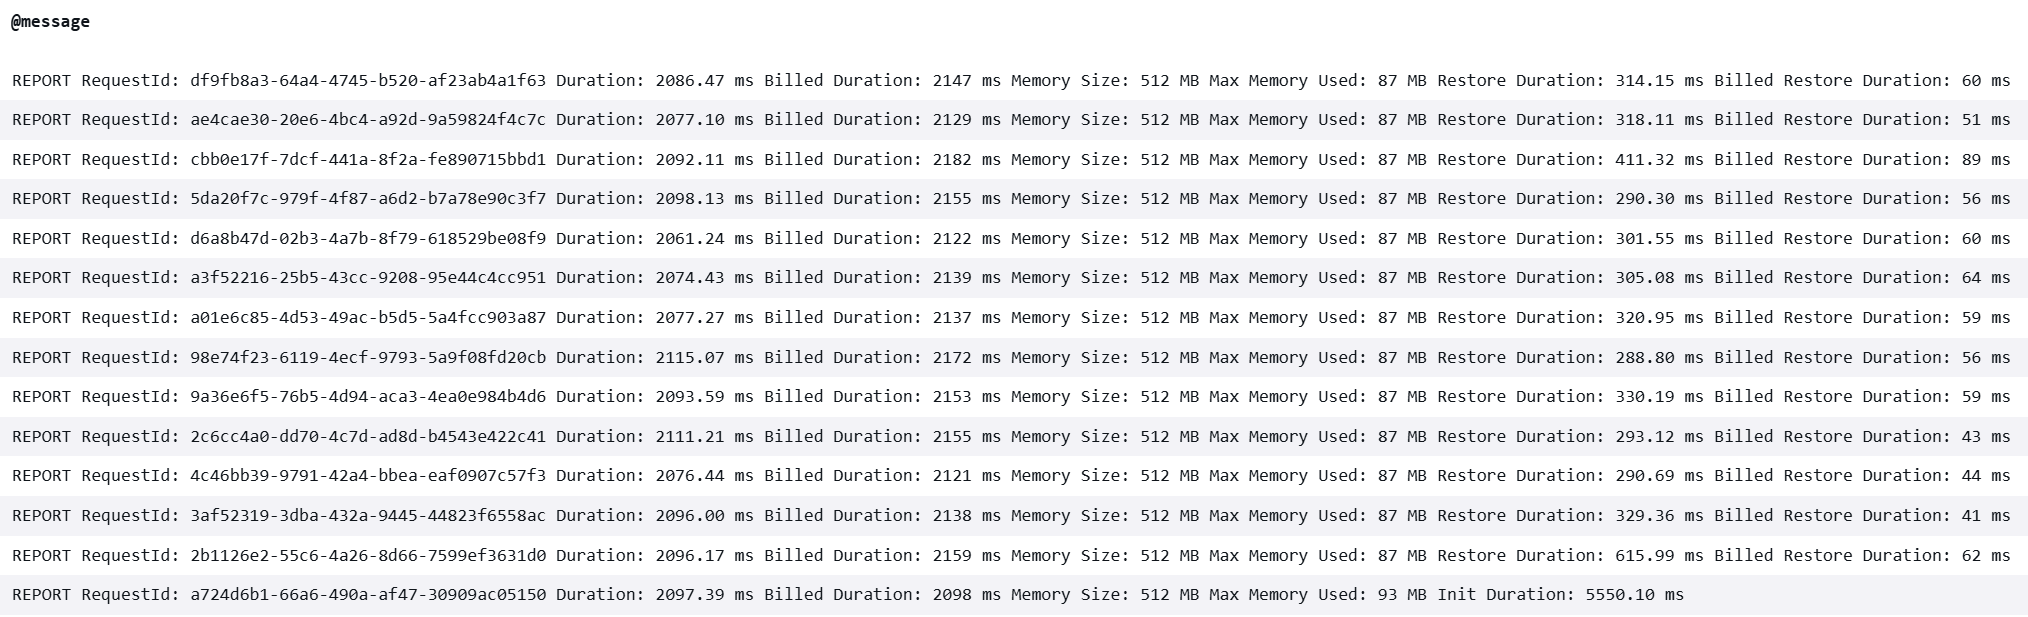 @message
REPORT RequestId: df9fb8a3-64a4-4745-b520-af23ab4a1f63 Duration: 2086.47 ms Billed Duration: 2147 ms Memory Size: 512 MB Max Memory Used: 87 MB Restore Duration: 314.15 ms Billed Restore Duration: 60 ms
REPORT RequestId: ae4cae30-20e6-4bc4-a92d-9a59824f4c7c Duration: 2077.10 ms Billed Duration: 2129 ms Memory Size: 512 MB Max Memory Used: 87 MB Restore Duration: 318.11 ms Billed Restore Duration: 51 ms
REPORT RequestId: cbb0e17f-7dcf-441a-8f2a-fe890715bbd1 Duration: 2092.11 ms Billed Duration: 2182 ms Memory Size: 512 MB Max Memory Used: 87 MB Restore Duration: 411.32 ms Billed Restore Duration: 89 ms
REPORT RequestId: 5da20f7c-979f-4f87-a6d2-b7a78e90c3f7 Duration: 2098.13 ms Billed Duration: 2155 ms Memory Size: 512 MB Max Memory Used: 87 MB Restore Duration: 290.30 ms Billed Restore Duration: 56 ms
REPORT RequestId: d6a8b47d-02b3-4a7b-8f79-618529be08f9 Duration: 2061.24 ms Billed Duration: 2122 ms Memory Size: 512 MB Max Memory Used: 87 MB Restore Duration: 301.55 ms Billed Restore Duration: 60 ms
REPORT RequestId: a3f52216-25b5-43cc-9208-95e44c4cc951 Duration: 2074.43 ms Billed Duration: 2139 ms Memory Size: 512 MB Max Memory Used: 87 MB Restore Duration: 305.08 ms Billed Restore Duration: 64 ms
REPORT RequestId: a01e6c85-4d53-49ac-b5d5-5a4fcc903a87 Duration: 2077.27 ms Billed Duration: 2137 ms Memory Size: 512 MB Max Memory Used: 87 MB Restore Duration: 320.95 ms Billed Restore Duration: 59 ms
REPORT RequestId: 98e74f23-6119-4ecf-9793-5a9f08fd20cb Duration: 2115.07 ms Billed Duration: 2172 ms Memory Size: 512 MB Max Memory Used: 87 MB Restore Duration: 288.80 ms Billed Restore Duration: 56 ms
REPORT RequestId: 9a36e6f5-76b5-4d94-aca3-4ea0e984b4d6 Duration: 2093.59 ms Billed Duration: 2153 ms Memory Size: 512 MB Max Memory Used: 87 MB Restore Duration: 330.19 ms Billed Restore Duration: 59 ms
REPORT RequestId: 2c6cc4a0-dd70-4c7d-ad8d-b4543e422c41 Duration: 2111.21 ms Billed Duration: 2155 ms Memory Size: 512 MB Max Memory Used: 87 MB Restore Duration: 293.12 ms Billed Restore Duration: 43 ms
REPORT RequestId: 4c46bb39-9791-42a4-bbea-eaf0907c57f3 Duration: 2076.44 ms Billed Duration: 2121 ms Memory Size: 512 MB Max Memory Used: 87 MB Restore Duration: 290.69 ms Billed Restore Duration: 44 ms
REPORT RequestId: 3af52319-3dba-432a-9445-44823f6558ac Duration: 2096.00 ms Billed Duration: 2138 ms Memory Size: 512 MB Max Memory Used: 87 MB Restore Duration: 329.36 ms Billed Restore Duration: 41 ms
REPORT RequestId: 2b1126e2-55c6-4a26-8d66-7599ef3631d0 Duration: 2096.17 ms Billed Duration: 2159 ms Memory Size: 512 MB Max Memory Used: 87 MB Restore Duration: 615.99 ms Billed Restore Duration: 62 ms
REPORT RequestId: a724d6b1-66a6-490a-af47-30909ac05150 Duration: 2097.39 ms Billed Duration: 2098 ms Memory Size: 512 MB Max Memory Used: 93 MB Init Duration: 5550.10 ms